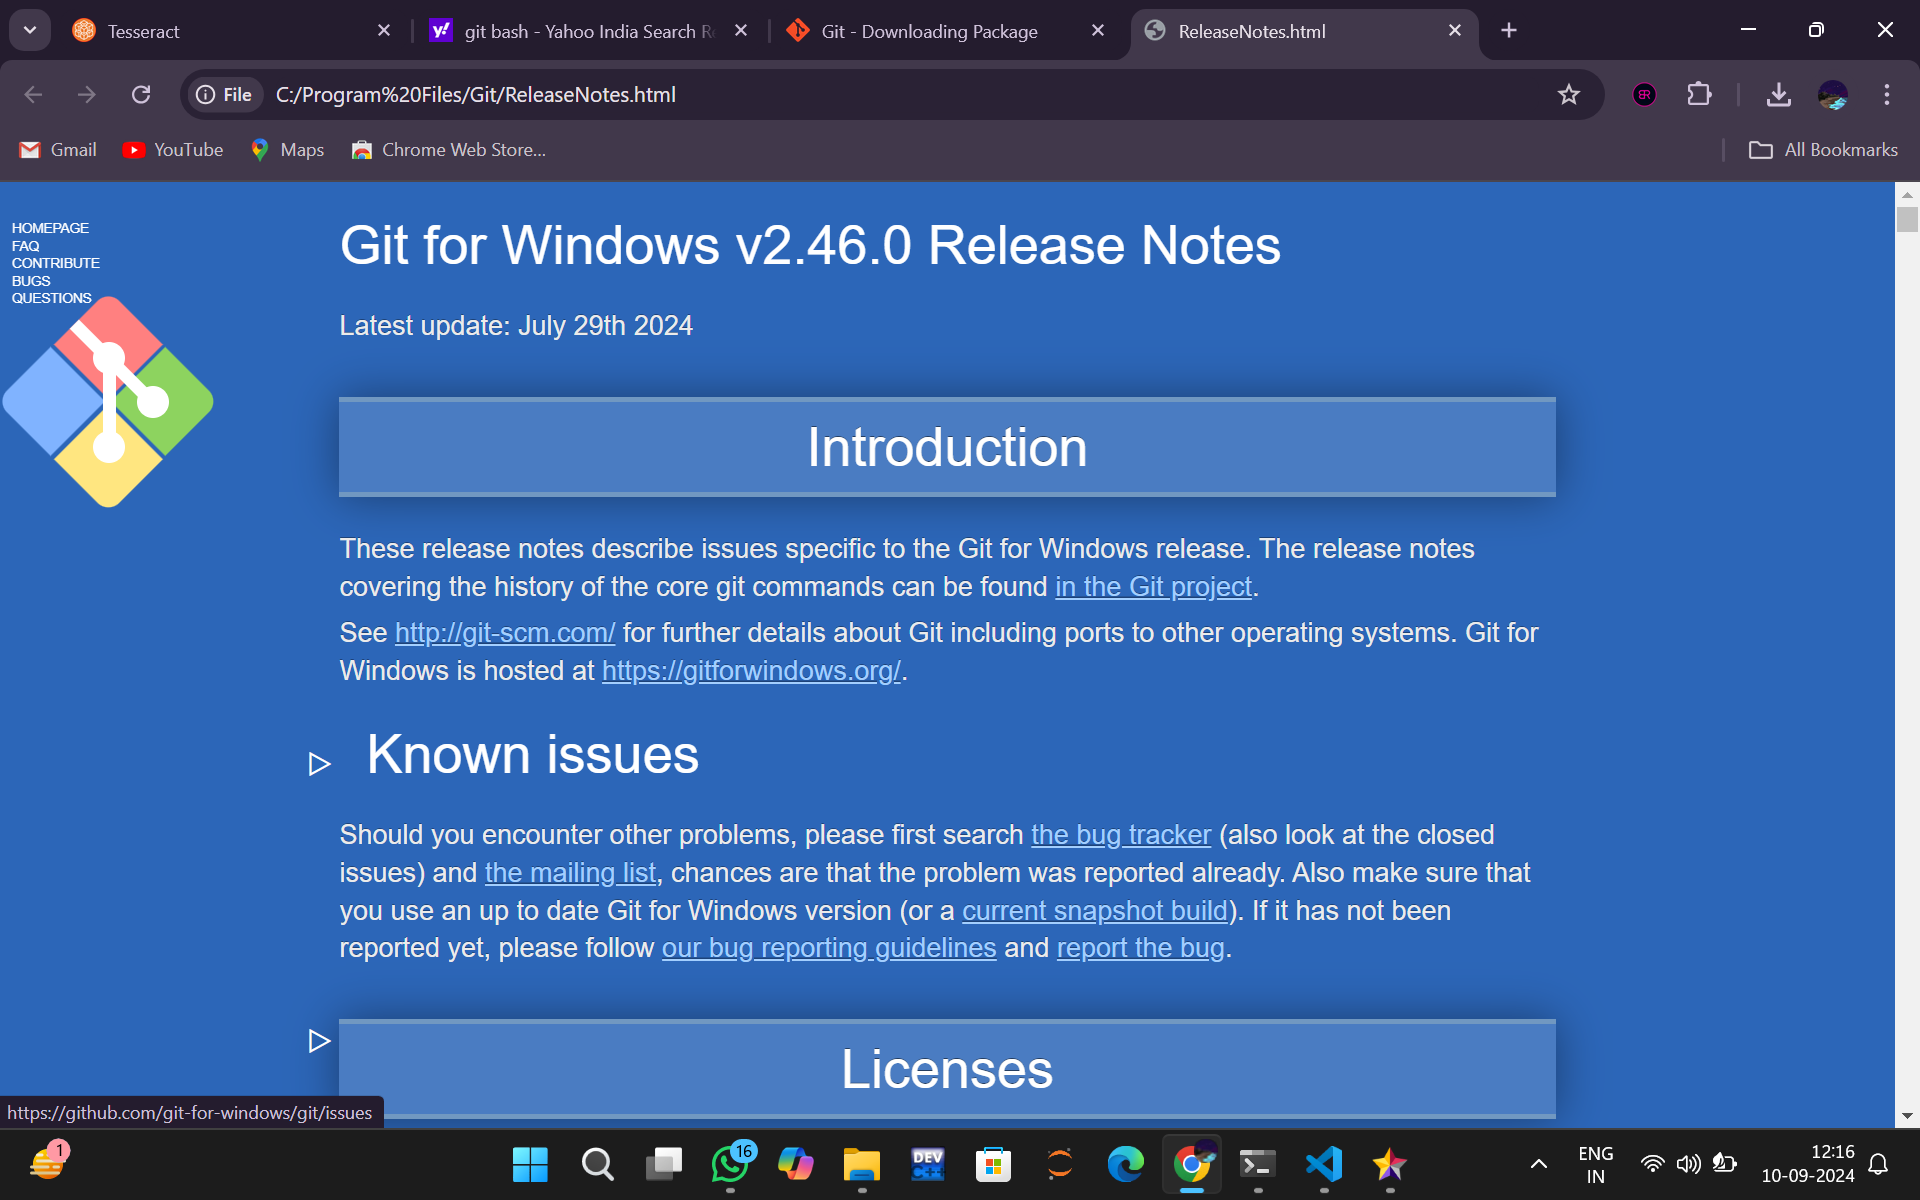 Tesseract
git bash - Yahoo India Search R
Git - Downloading Package
ReleaseNotes.html
File
C:/Program%20Files/Git/ReleaseNotes.html
Gmail
YouTube
Maps
Chrome Web Store...
All Bookmarks
HOMEPAGE
FAQ
CONTRIBUTE
BUGS
QUESTIONS
Git for Windows v2.46.0 Release Notes
Latest update: July 29th 2024
Introduction
These release notes describe issues specific to the Git for Windows release. The release notes
covering the history of the core git commands can be found in the Git project.
See http://git-scm.com/ for further details about Git including ports to other operating systems. Git for
Windows is hosted at https://gitforwindows.org/.
Known issues
Should you encounter other problems, please first search the bug tracker (also look at the closed
issues) and the mailing list, chances are that the problem was reported already. Also make sure that
you use an up to date Git for Windows version (or a current snapshot build). If it has not been
reported yet, please follow our bug reporting guidelines and report the bug.
Licenses
https://github.com/git-for-windows/git/issues
1
16
DEV
C++
ENG
IN
12:16
10-09-2024